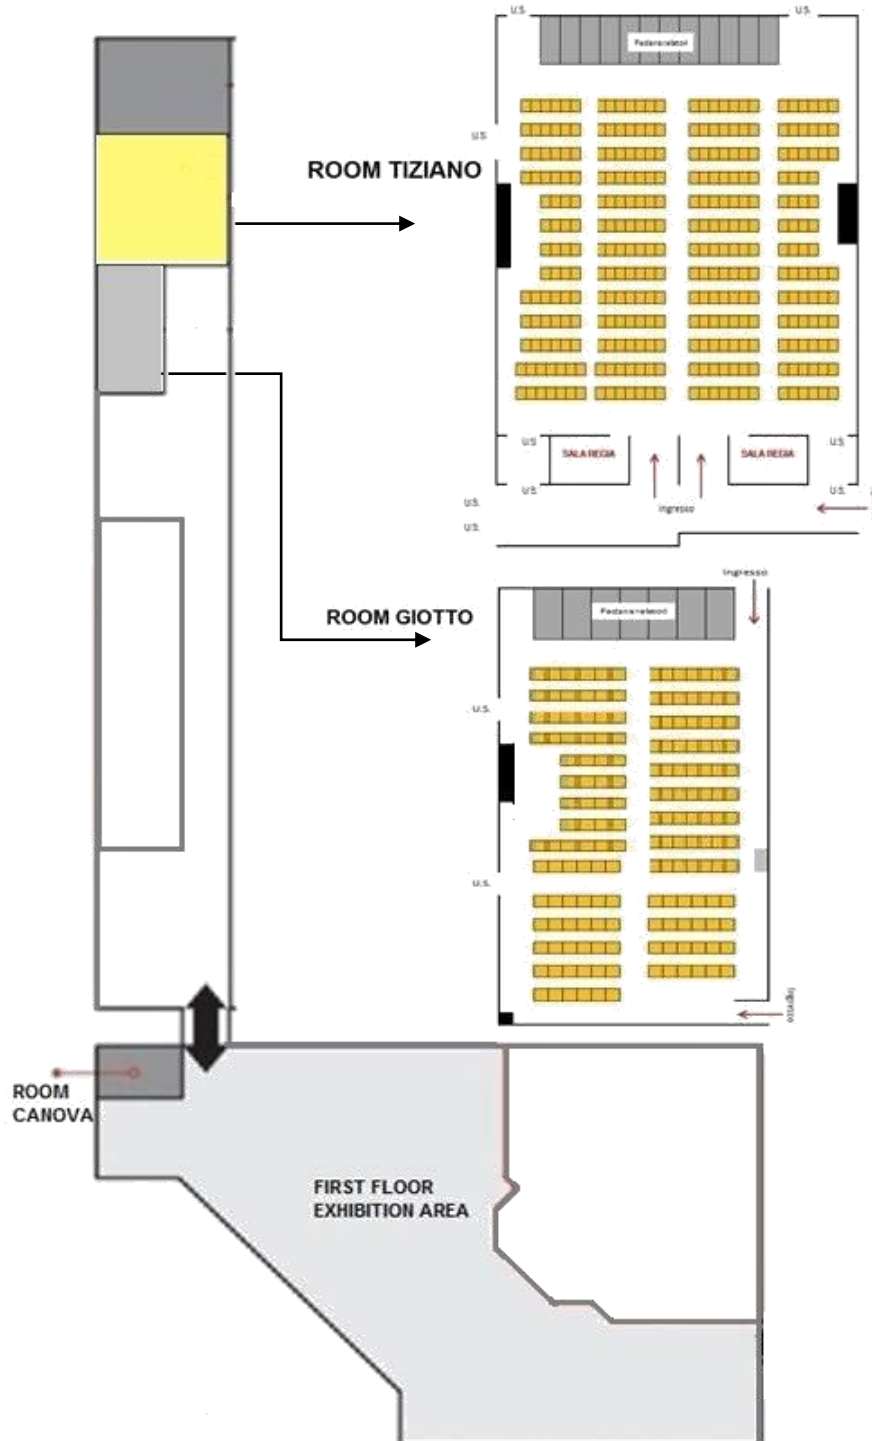 U.S.
U.S.
Pedana relatori
U.S
ROOM TIZIANO
U.S.
SALA REGIA
SALA REGIA
U.S.
U.S.
U.S.
U.S.
Ingresso
U.S.
Ingresso
Pedana relatori
ROOM GIOTTO
U.S.
U.S.
Ingresso
ROOM
CANOVA
FIRST FLOOR
EXHIBITION AREA